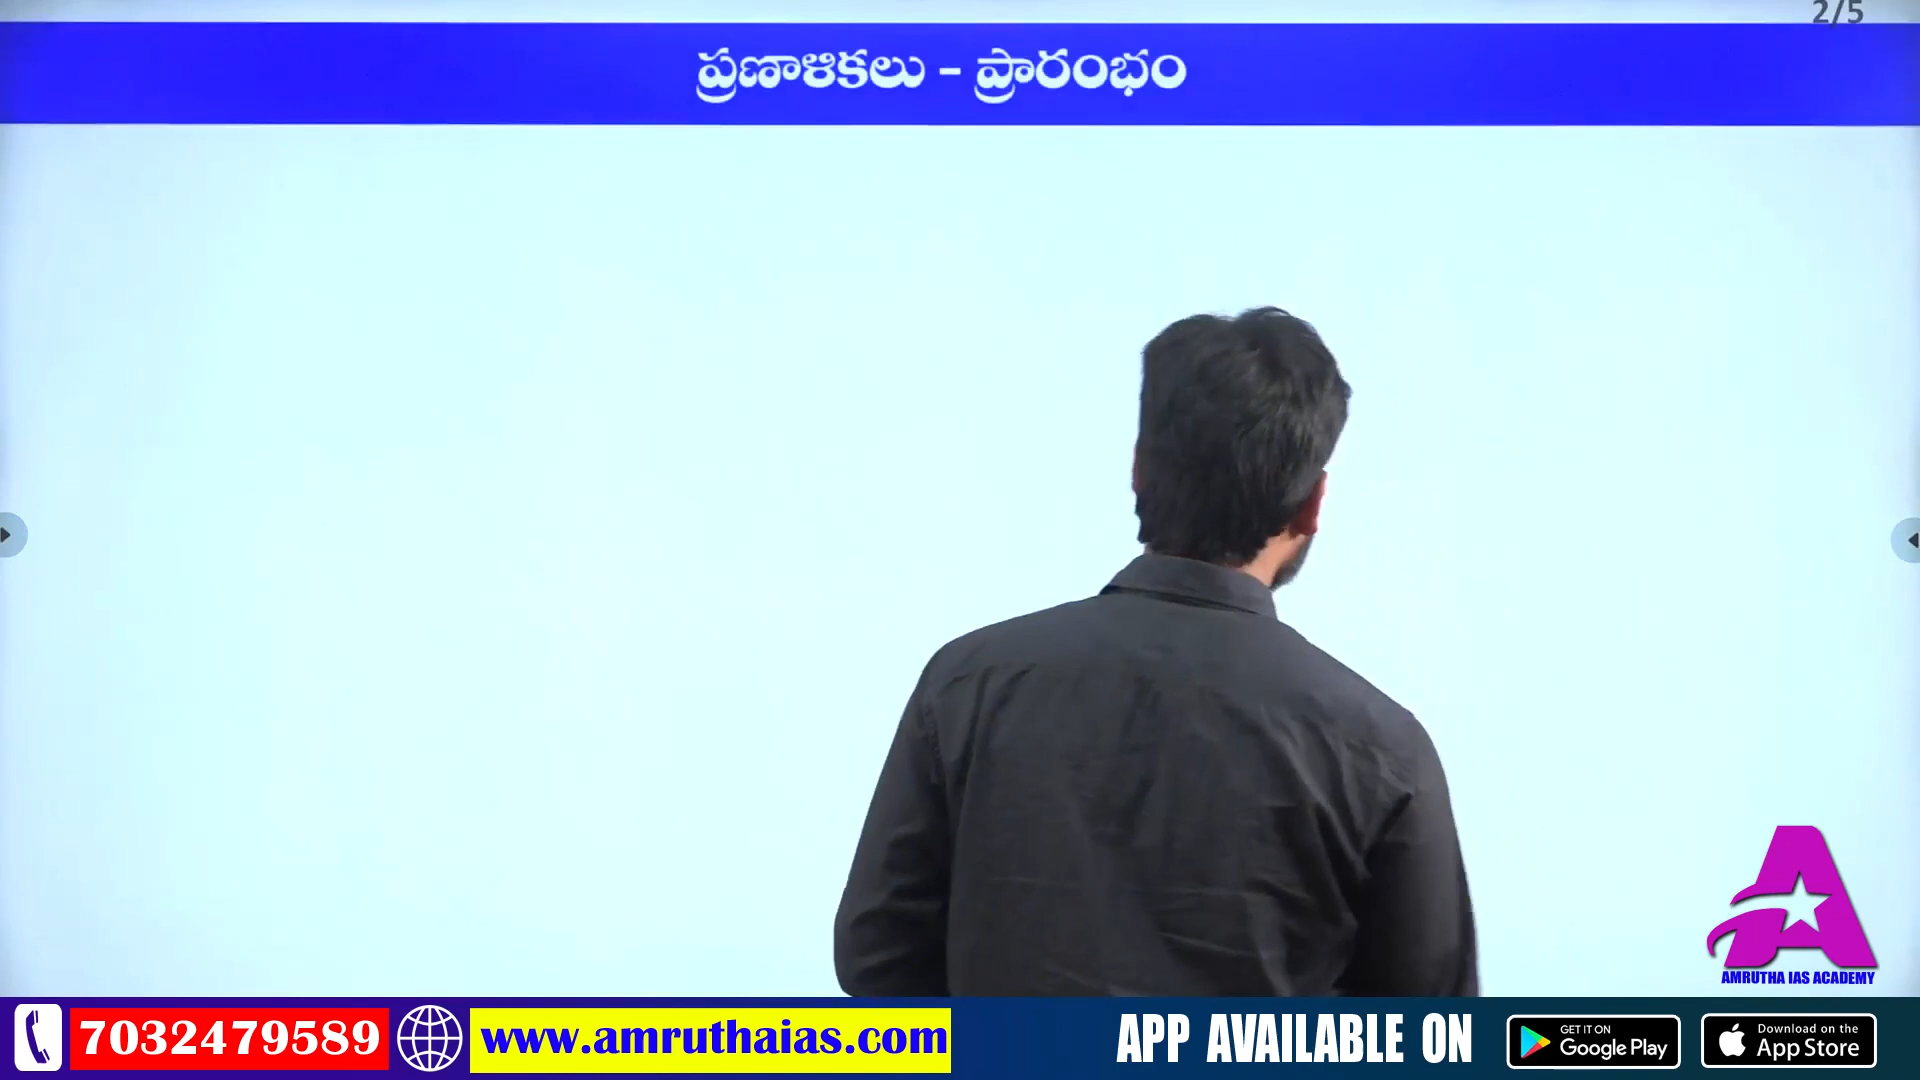 2/5
ప్రణాళికలు - ప్రారంభం
AMRUTHA IAS ACADEMY
7032479589
www.amruthaias.com
APP AVAILABLE ON
GET IT ON
Google Play
Download on the
App Store